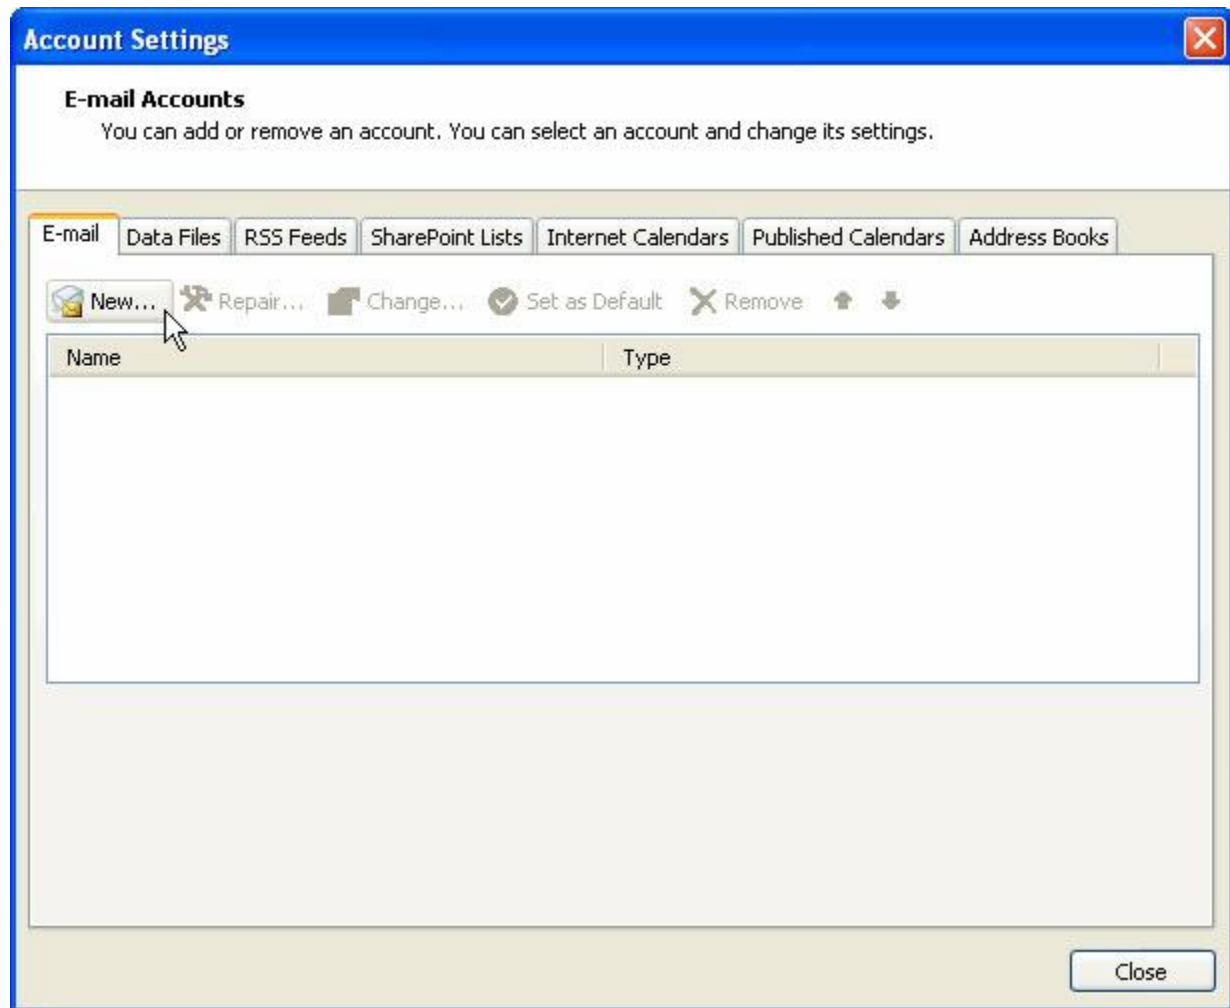 Account Settings
E-mail Accounts
You can add or remove an account. You can select an account and change its settings.
E-mail Data Files RSS Feeds SharePoint Lists Internet Calendars Published Calendars Address Books
New... Repair... Change... Set as Default Remove
Name Type
Close